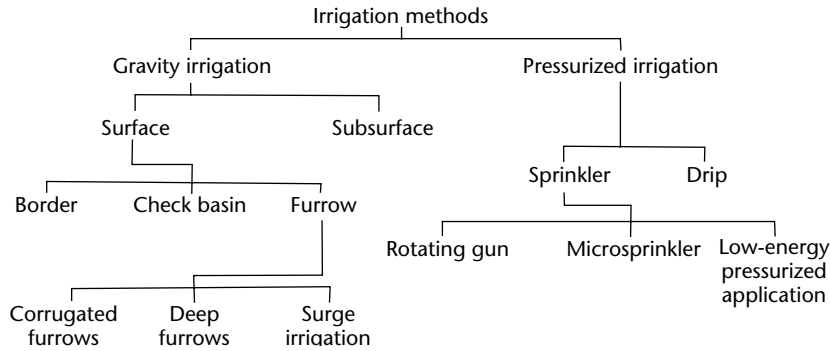 Irrigation methods
Gravity irrigation
Pressurized irrigation
Surface
Subsurface
Sprinkler
Drip
Border
Check basin
Furrow
Rotating gun
Microsprinkler
Low-energy
pressurized
application
Corrugated
furrows
Deep
furrows
Surge
irrigation